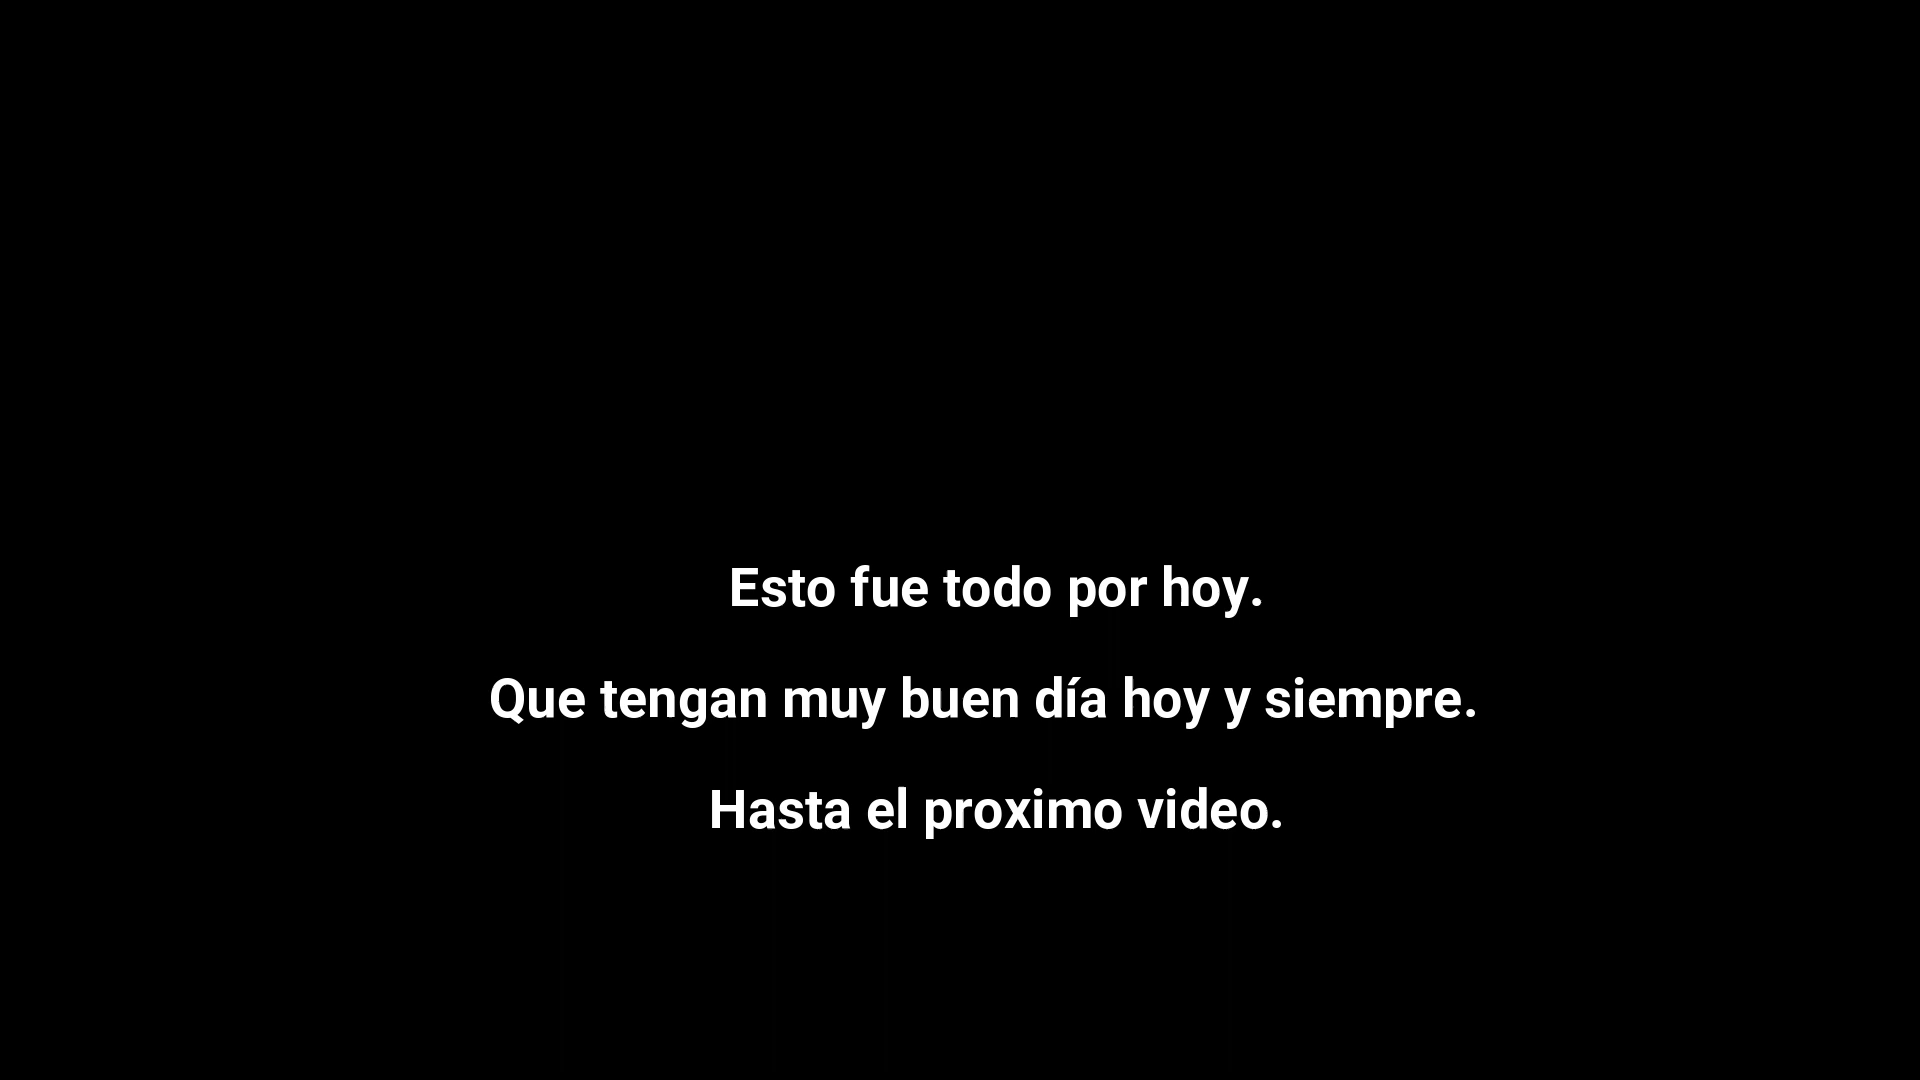 Esto fue todo por hoy.
Que tengan muy buen día hoy y siempre.
Hasta el proximo video.